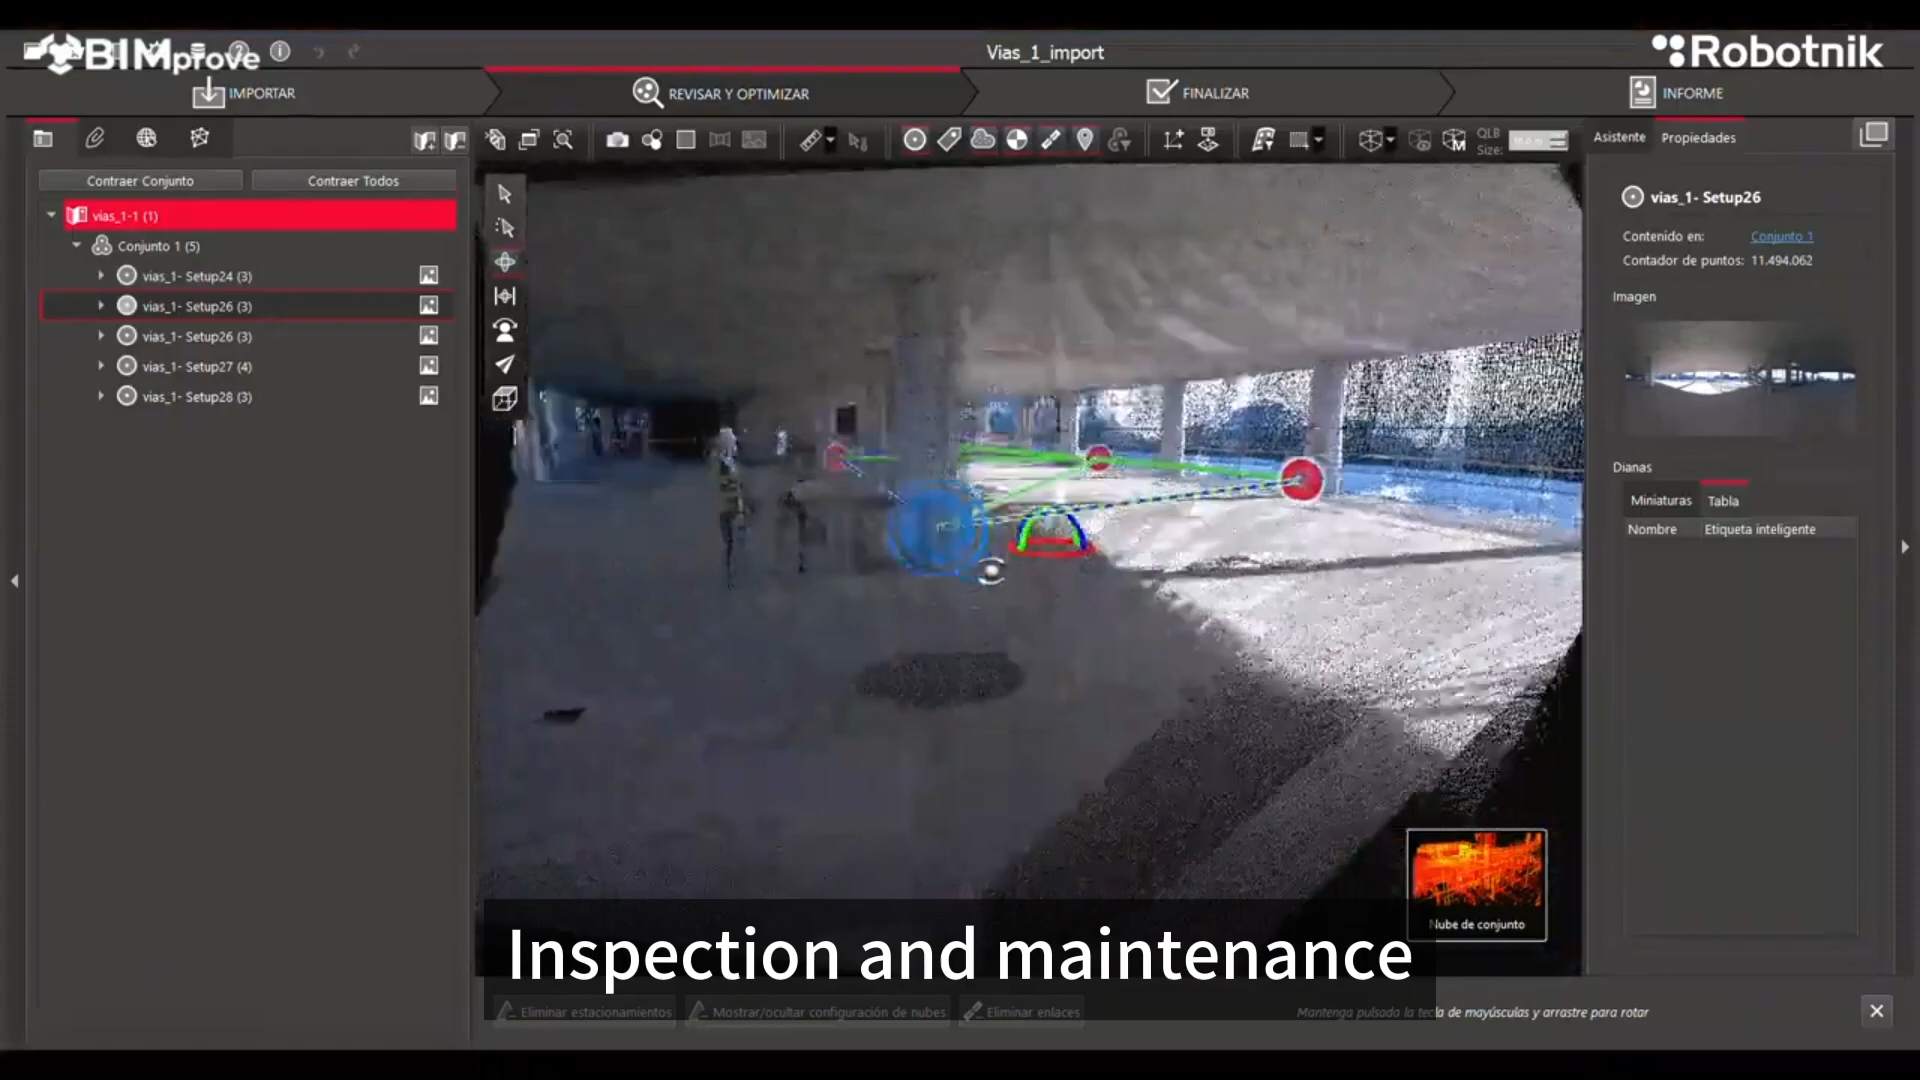 BIMprove
Vias_1_import
Robotnik
IMPORTAR
REVISAR Y OPTIMIZAR
FINALIZAR
INFORME
QLB
Size:
Asistente
Propiedades
Contraer Conjunto
Contraer Todos
vias_1-1 (1)
Conjunto 1 (5)
vias_1- Setup24 (3)
vias_1- Setup26 (3)
vias_1- Setup26 (3)
vias_1- Setup27 (4)
vias_1- Setup28 (3)
vias_1- Setup26
Contenido en: Conjunto 1
Contador de puntos: 11.494.062
Imagen
Dianas
Miniaturas
Tabla
Nombre
Etiqueta inteligente
Nube de conjunto
Inspection and maintenance
Eliminar estacionamientos
Mostrar/ocultar configuración de nubes
Eliminar enlaces
Mantenga pulsada la tecla de mayúsculas y arrastre para rotar